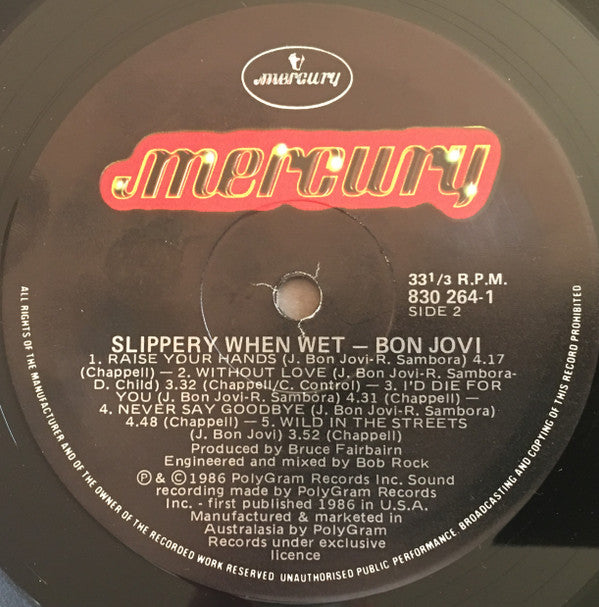 mercury
mercury
33 1/3 R.P.M.
830 264-1
SIDE 2
SLIPPERY WHEN WET — BON JOVI
1. RAISE YOUR HANDS (J. Bon Jovi-R. Sambora) 4.17
(Chappell) — 2. WITHOUT LOVE (J. Bon Jovi-R. Sambora-
D. Child) 3.32 (Chappell/C. Control) — 3. I'D DIE FOR
YOU (J. Bon Jovi-R. Sambora) 4.31 (Chappell) —
4. NEVER SAY GOODBYE (J. Bon Jovi-R. Sambora)
4.48 (Chappell) — 5. WILD IN THE STREETS
(J. Bon Jovi) 3.52 (Chappell)
Produced by Bruce Fairbairn
Engineered and mixed by Bob Rock
Ⓟ & © 1986 PolyGram Records Inc. Sound
recording made by PolyGram Records
Inc. - first published 1986 in U.S.A.
Manufactured & marketed in
Australasia by PolyGram
Records under exclusive
licence
ALL RIGHTS OF THE MANUFACTURER AND OF THE OWNER OF THE RECORDED WORK RESERVED UNAUTHORISED PUBLIC PERFORMANCE, BROADCASTING AND COPYING OF THIS RECORD PROHIBITED